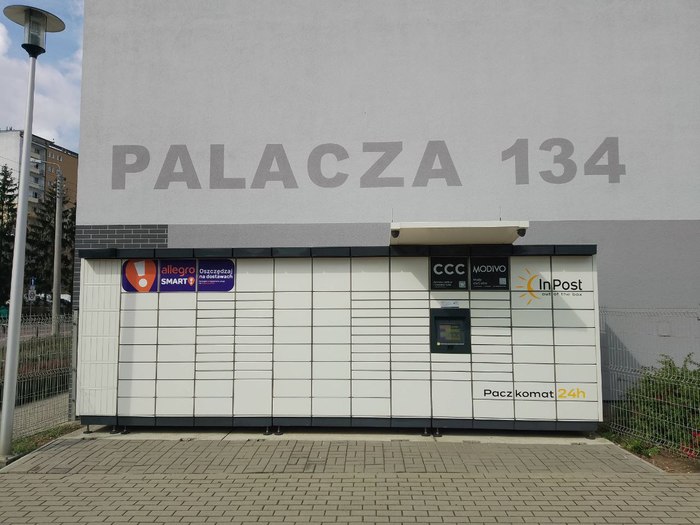 PALACZA 134
allegro
SMART!
Oszczędzaj
na dostawach
CCC
MODIVO
InPost
out of the box
Paczkomat 24h